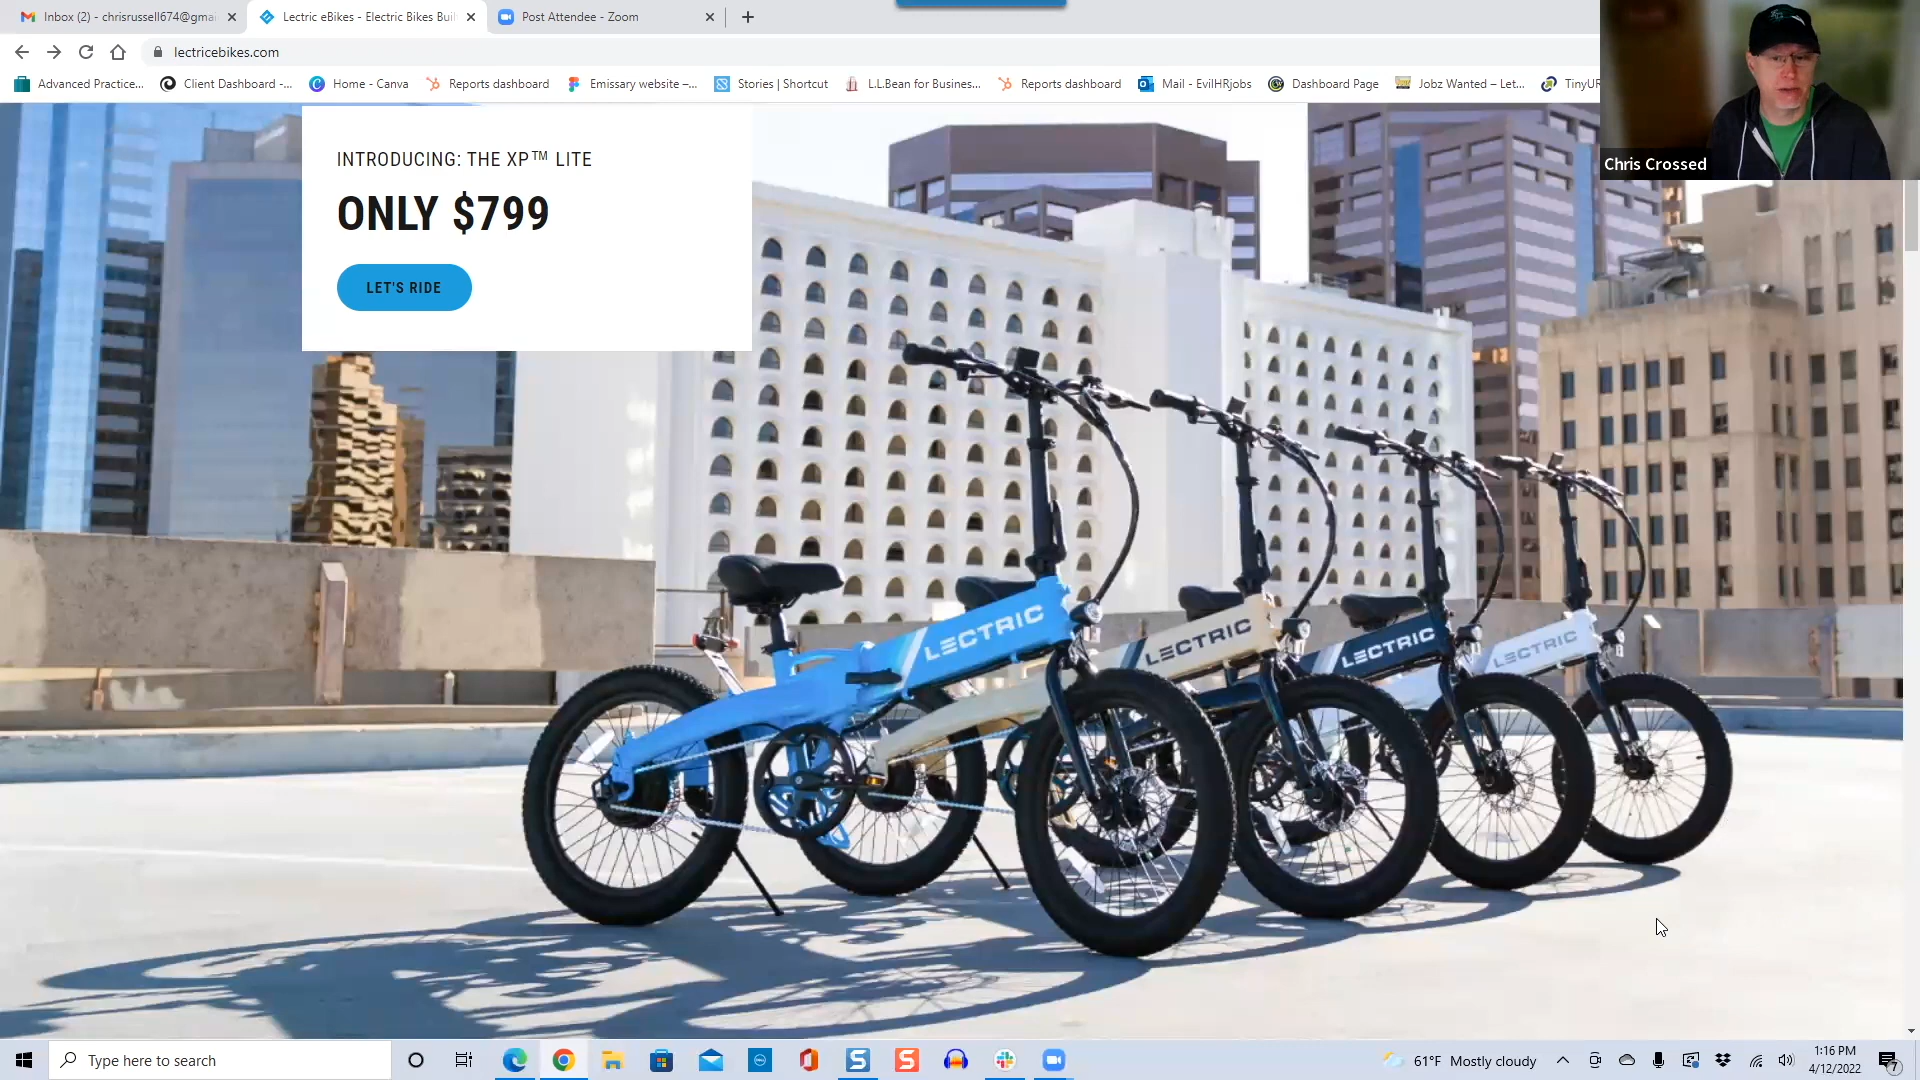 Inbox (2) - chrisrussell674@gmai
Lectric eBikes - Electric Bikes Buil
Post Attendee - Zoom
lectricebikes.com
Advanced Practice...
Client Dashboard -...
Home - Canva
Reports dashboard
Emissary website –...
Stories | Shortcut
L.L.Bean for Busines...
Reports dashboard
Mail - EvilHRjobs
Dashboard Page
Jobz Wanted – Let...
TinyUR
Chris Crossed
INTRODUCING: THE XP™ LITE
ONLY $799
LET'S RIDE
LECTRIC
LECTRIC
LECTRIC
LECTRIC
Type here to search
61°F Mostly cloudy
1:16 PM
4/12/2022
7